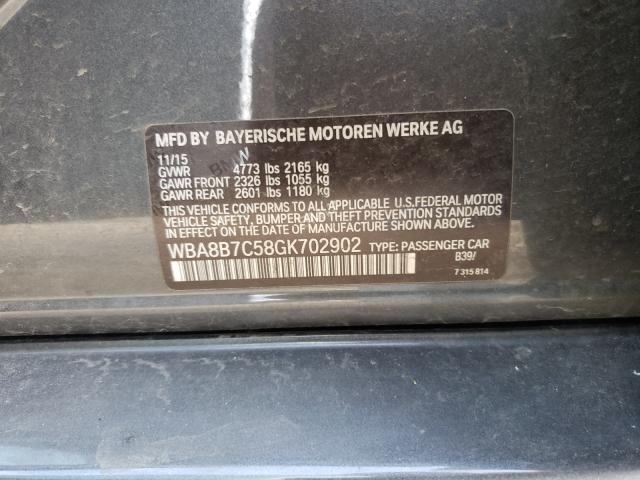 MFD BY BAYERISCHE MOTOREN WERKE AG
11/15
GVWR 4773 lbs 2165 kg
GAWR FRONT 2326 lbs 1055 kg
GAWR REAR 2601 lbs 1180 kg
THIS VEHICLE CONFORMS TO ALL APPLICABLE U.S.FEDERAL MOTOR
VEHICLE SAFETY, BUMPER AND THEFT PREVENTION STANDARDS
IN EFFECT ON THE DATE OF MANUFACTURE SHOWN ABOVE.
WBA8B7C58GK702902 TYPE: PASSENGER CAR
B39/
7 315 814